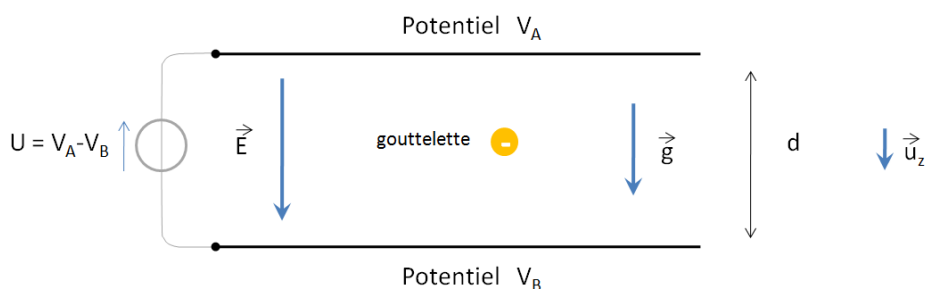 Potentiel V_A
U = V_A-V_B
E
gouttelette
-
g
d
u_z
Potentiel V_B